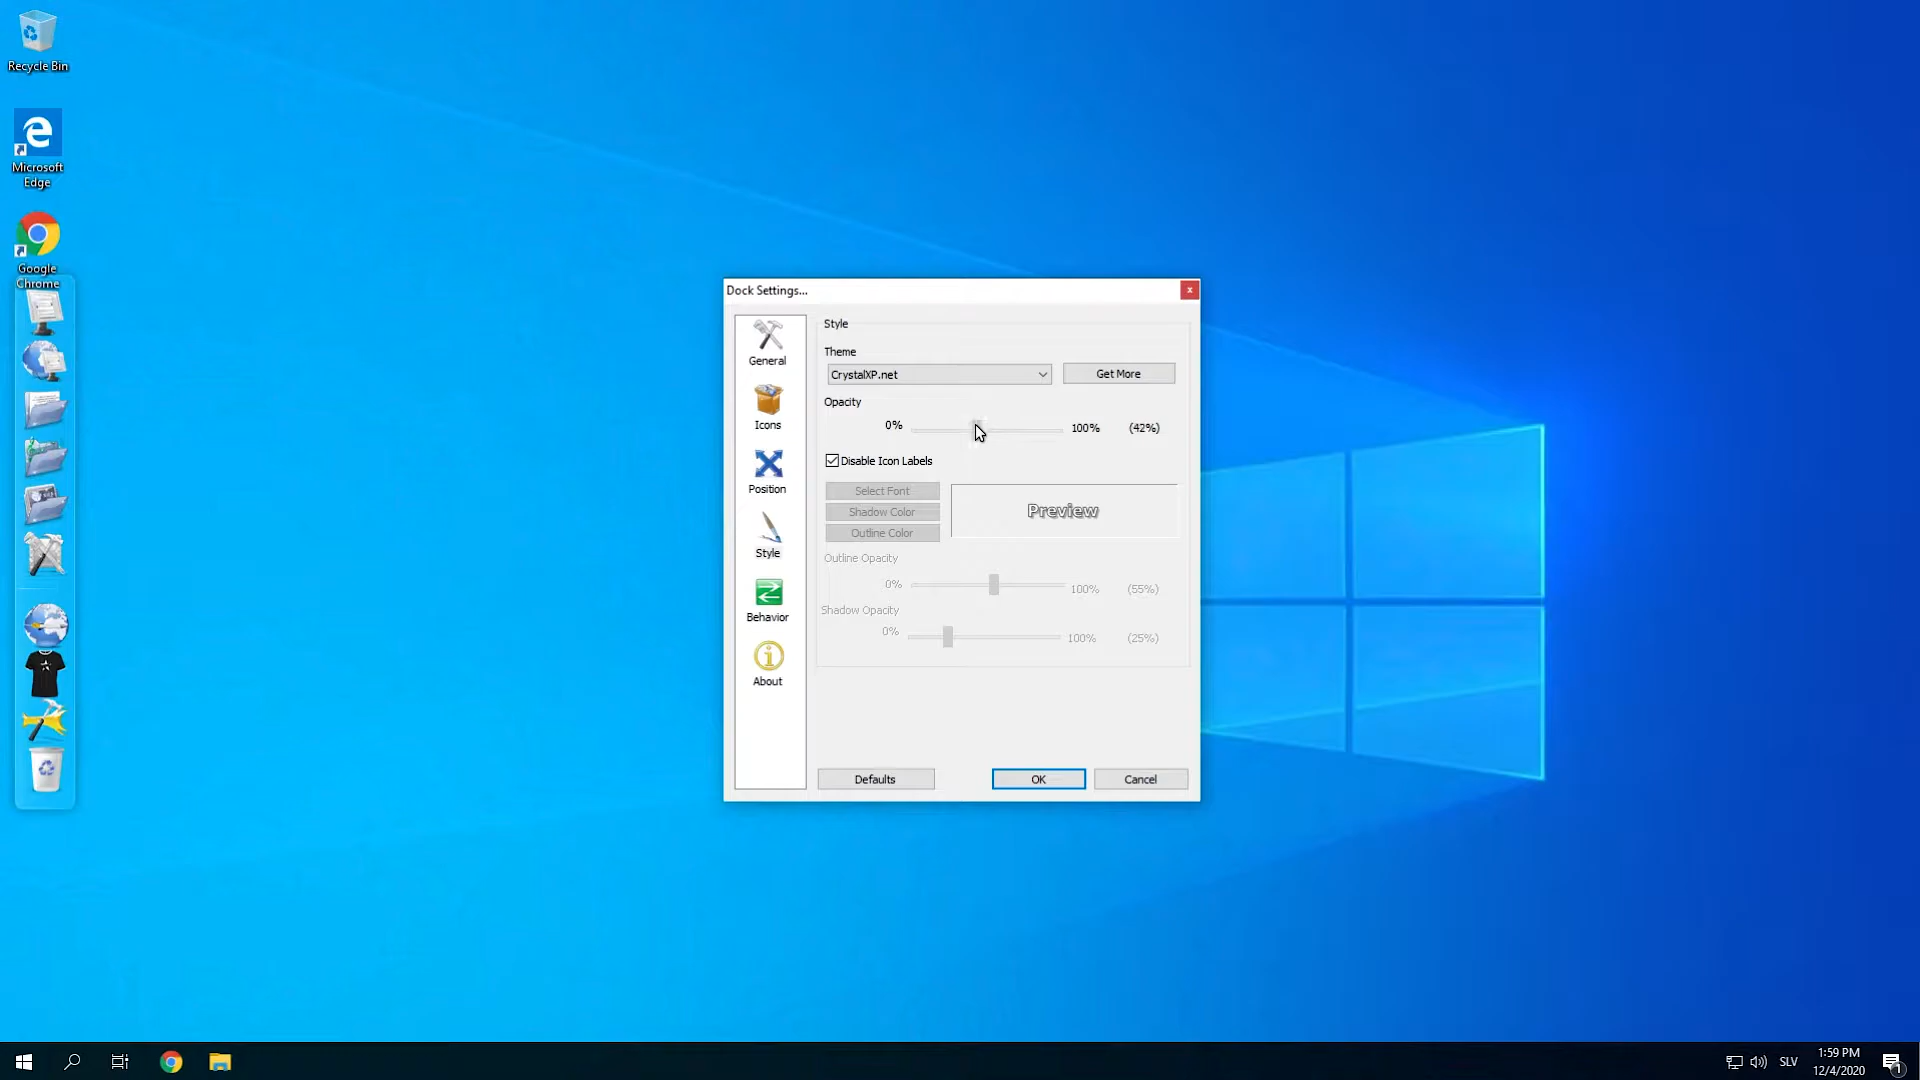 Recycle Bin
Microsoft
Edge
Google
Chrome
Dock Settings...
x
General
Icons
Position
Style
Behavior
About
Style
Theme
CrystalXP.net
Get More
Opacity
0%
100%
(42%)
Disable Icon Labels
Select Font
Shadow Color
Outline Color
Preview
Outline Opacity
0%
100%
(55%)
Shadow Opacity
0%
100%
(25%)
Defaults
OK
Cancel
SLV
1:59 PM
12/4/2020
1